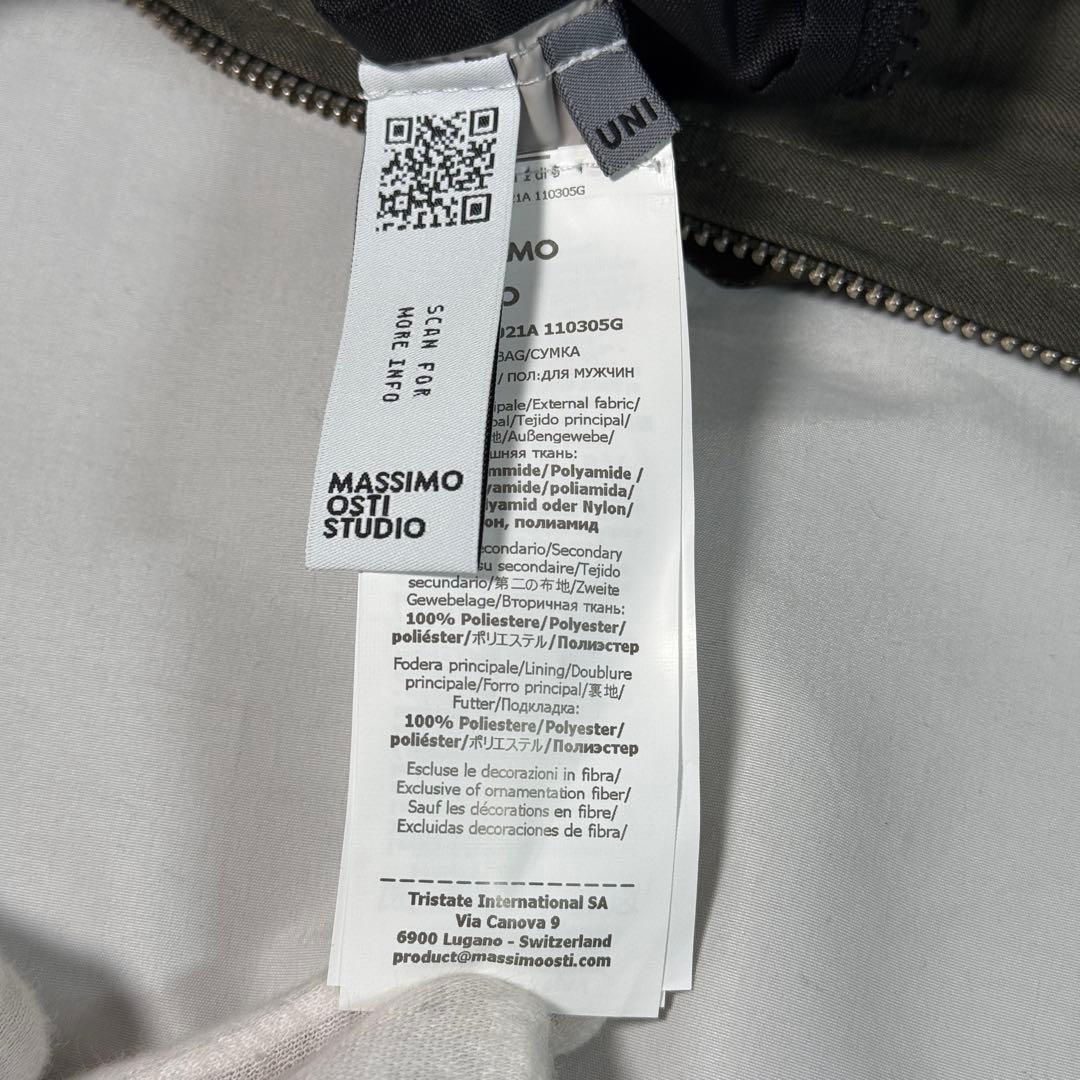 SCAN FOR
MORE INFO
MASSIMO
OSTI
STUDIO
UNI
110305G
MO
O
021A 110305G
BAG/СУМКА
/ ПОЛ:ДЛЯ МУЖЧИН
ipale/External fabric/
pal/Tejido principal/
地/Außengewebe/
шняя ткань:
mmide/Polyamide /
yamide/poliamida/
lyamid oder Nylon/
он, полиамид
econdario/Secondary
su secondaire/Tejido
secundario/第二の布地/Zweite
Gewebelage/Вторичная ткань:
100% Poliestere/Polyester/
poliéster/ポリエステル/Полиэстер
Fodera principale/Lining/Doublure
principale/Forro principal/裏地/
Futter/Подкладка:
100% Poliestere/Polyester/
poliéster/ポリエステル/Полиэстер
Escluse le decorazioni in fibra/
Exclusive of ornamentation fiber/
Sauf les décorations en fibre/
Excluidas decoraciones de fibra/
Tristate International SA
Via Canova 9
6900 Lugano - Switzerland
product@massimoosti.com